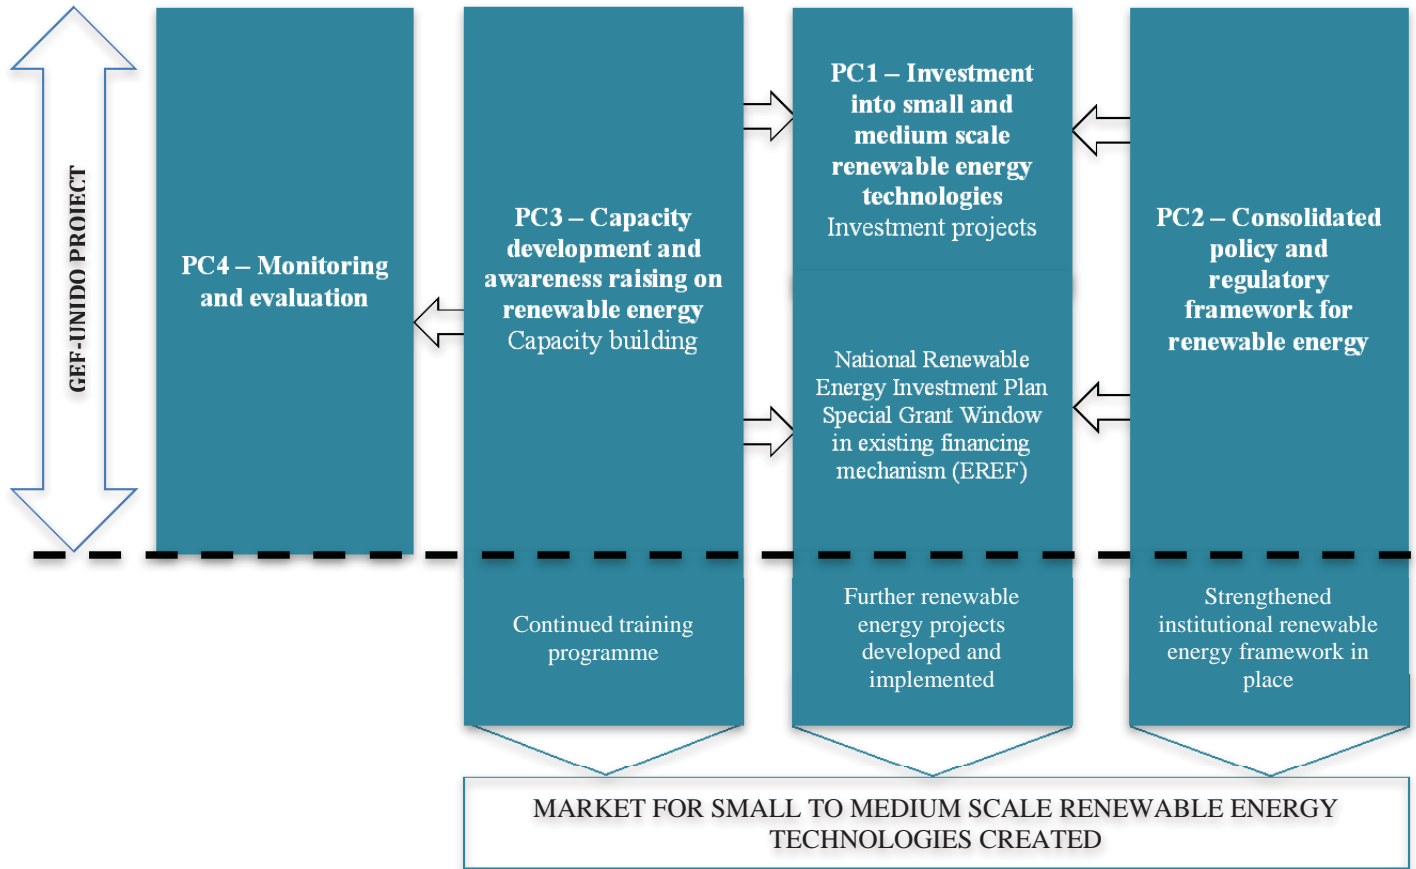 GEF-UNIDO PROJECT
PC4 – Monitoring
and evaluation
PC3 – Capacity
development and
awareness raising on
renewable energy
Capacity building
PC1 – Investment
into small and
medium scale
renewable energy
technologies
Investment projects
National Renewable
Energy Investment Plan
Special Grant Window
in existing financing
mechanism (EREF)
PC2 – Consolidated
policy and
regulatory
framework for
renewable energy
Continued training
programme
Further renewable
energy projects
developed and
implemented
Strengthened
institutional renewable
energy framework in
place
MARKET FOR SMALL TO MEDIUM SCALE RENEWABLE ENERGY
TECHNOLOGIES CREATED